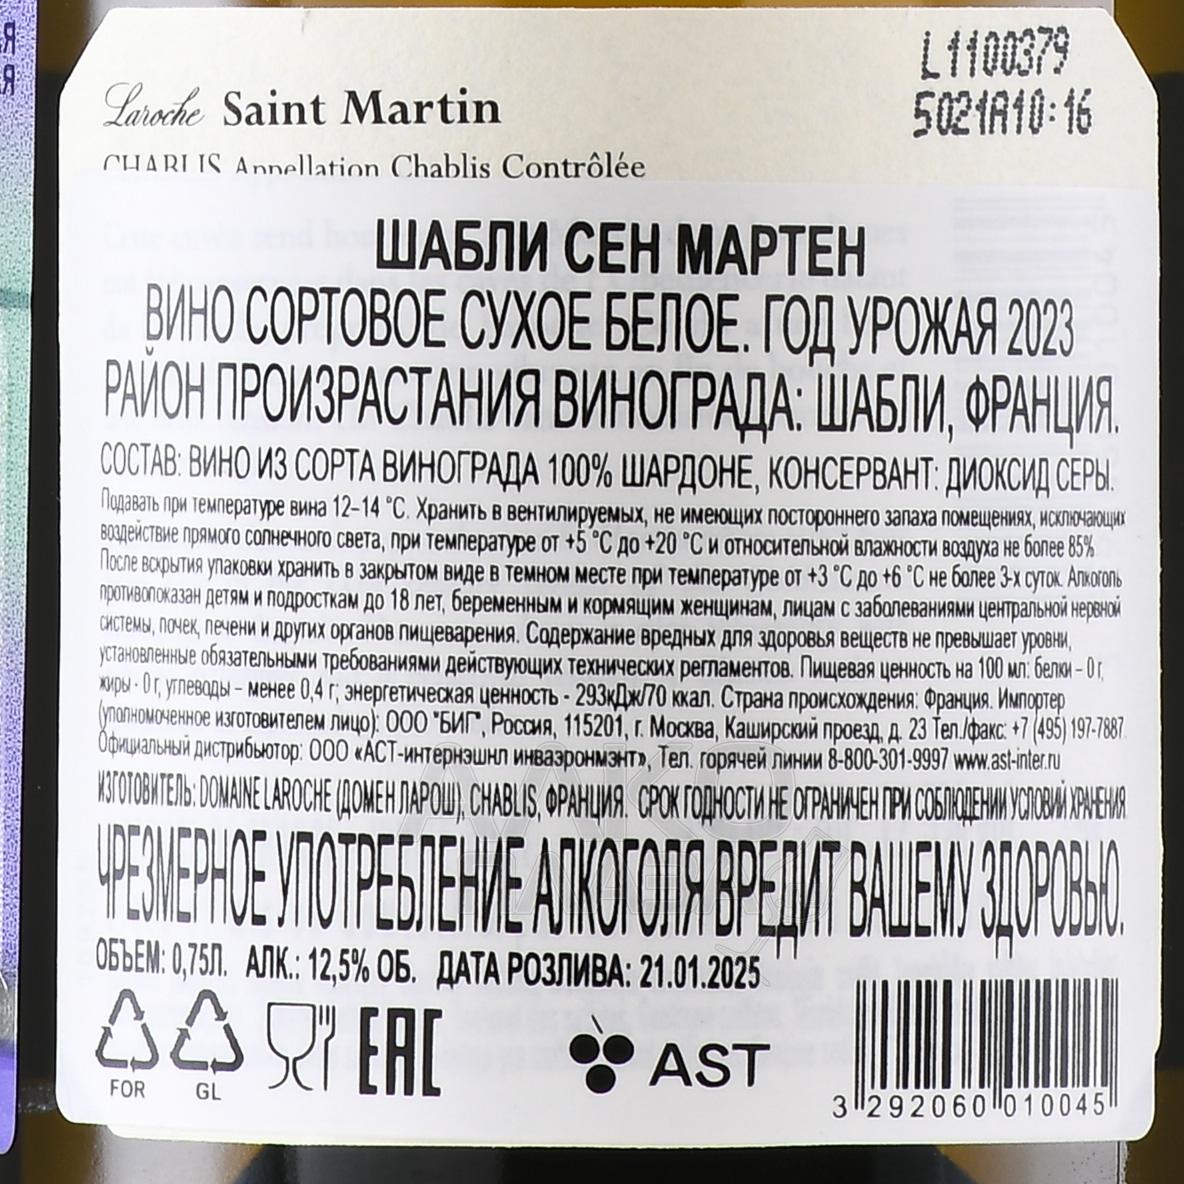 L1100379
5021A10:16
Laroche Saint Martin
CHABLIS Appellation Chablis Contrôlée
ШАБЛИ СЕН МАРТЕН
ВИНО СОРТОВОЕ СУХОЕ БЕЛОЕ. ГОД УРОЖАЯ 2023
РАЙОН ПРОИЗРАСТАНИЯ ВИНОГРАДА: ШАБЛИ, ФРАНЦИЯ.
СОСТАВ: ВИНО ИЗ СОРТА ВИНОГРАДА 100% ШАРДОНЕ, КОНСЕРВАНТ: ДИОКСИД СЕРЫ.
Подавать при температуре вина 12–14 °С. Хранить в вентилируемых, не имеющих постороннего запаха помещениях, исключающих
воздействие прямого солнечного света, при температуре от +5 °С до +20 °С и относительной влажности воздуха не более 85%
После вскрытия упаковки хранить в закрытом виде в темном месте при температуре от +3 °С до +6 °С не более 3-х суток. Алкоголь
противопоказан детям и подросткам до 18 лет, беременным и кормящим женщинам, лицам с заболеваниями центральной нервной
системы, почек, печени и других органов пищеварения. Содержание вредных для здоровья веществ не превышает уровни,
установленные обязательными требованиями действующих технических регламентов. Пищевая ценность на 100 мл: белки – 0 г,
жиры - 0 г, углеводы – менее 0,4 г; энергетическая ценность - 293кДж/70 ккал. Страна происхождения: Франция. Импортер
(уполномоченное изготовителем лицо): ООО "БИГ", Россия, 115201, г. Москва, Каширский проезд, д. 23 Тел./факс: +7 (495) 197-7887.
Официальный дистрибьютор: ООО «АСТ-интернэшнл инваэронмэнт», Тел. горячей линии 8-800-301-9997 www.ast-inter.ru
ИЗГОТОВИТЕЛЬ: DOMAINE LAROCHE (ДОМЕН ЛАРОШ), CHABLIS, ФРАНЦИЯ. СРОК ГОДНОСТИ НЕ ОГРАНИЧЕН ПРИ СОБЛЮДЕНИИ УСЛОВИЙ ХРАНЕНИЯ
ЧРЕЗМЕРНОЕ УПОТРЕБЛЕНИЕ АЛКОГОЛЯ ВРЕДИТ ВАШЕМУ ЗДОРОВЬЮ.
ОБЪЕМ: 0,75Л. АЛК.: 12,5% ОБ. ДАТА РОЗЛИВА: 21.01.2025
FOR GL EAC AST
3 292060 010045